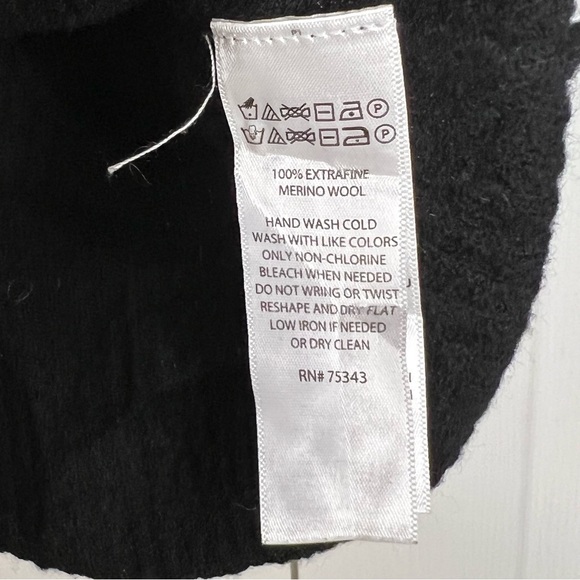 100% EXTRAFINE
MERINO WOOL
HAND WASH COLD
WASH WITH LIKE COLORS
ONLY NON-CHLORINE
BLEACH WHEN NEEDED
DO NOT WRING OR TWIST
RESHAPE AND DRY FLAT
LOW IRON IF NEEDED
OR DRY CLEAN
RN# 75343